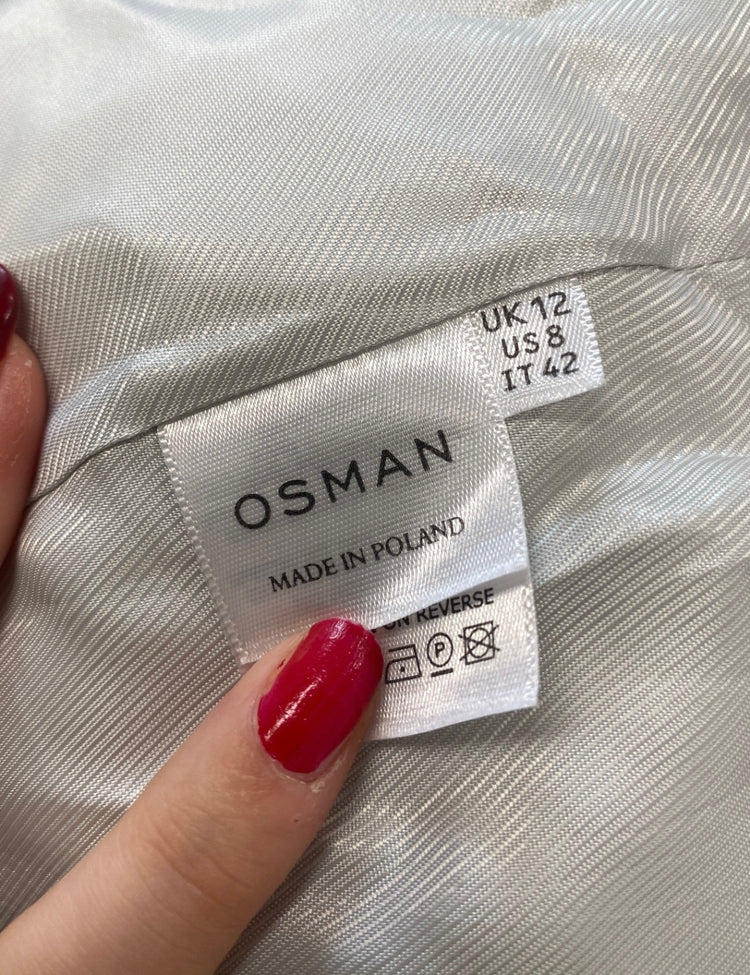 UK 12
US 8
IT 42
OSMAN
MADE IN POLAND
ON REVERSE
P